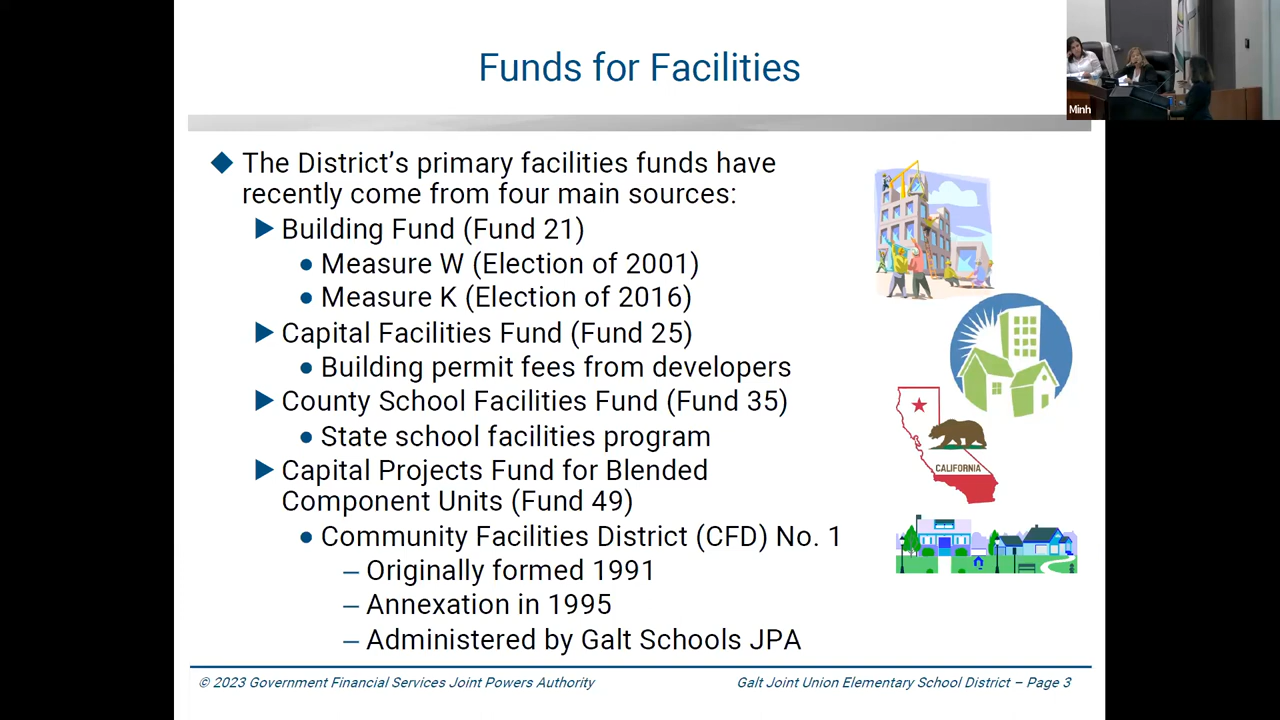 Funds for Facilities
Minh
◆ The District's primary facilities funds have
recently come from four main sources:
▶ Building Fund (Fund 21)
• Measure W (Election of 2001)
• Measure K (Election of 2016)
▶ Capital Facilities Fund (Fund 25)
• Building permit fees from developers
▶ County School Facilities Fund (Fund 35)
• State school facilities program
▶ Capital Projects Fund for Blended
Component Units (Fund 49)
• Community Facilities District (CFD) No. 1
– Originally formed 1991
– Annexation in 1995
– Administered by Galt Schools JPA
CALIFORNIA
© 2023 Government Financial Services Joint Powers Authority
Galt Joint Union Elementary School District – Page 3